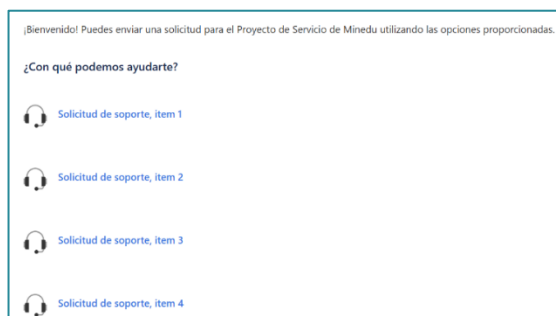 ¡Bienvenido! Puedes enviar una solicitud para el Proyecto de Servicio de Minedu utilizando las opciones proporcionadas.
¿Con qué podemos ayudarte?
Solicitud de soporte, item 1
Solicitud de soporte, item 2
Solicitud de soporte, item 3
Solicitud de soporte, item 4